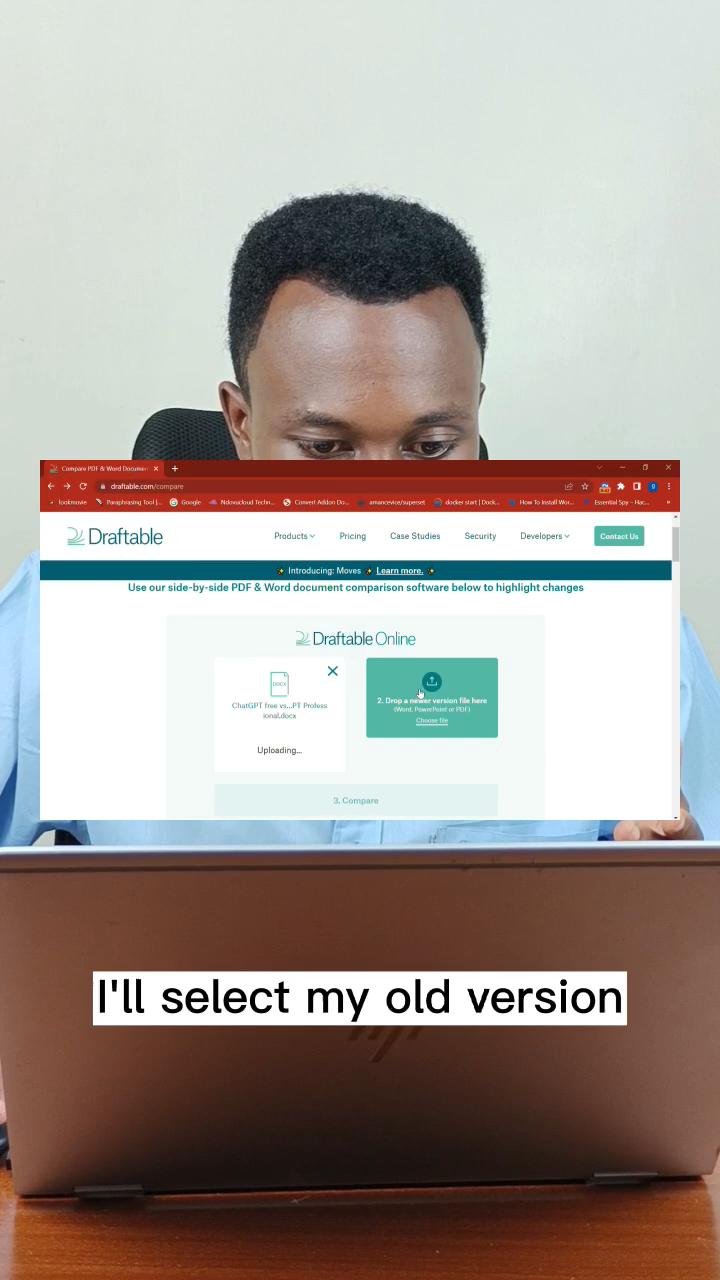 Compare PDF & Word Documen
draftable.com/compare
lookmovie
Paraphrasing Tool |...
Google
Ndovucloud Techn...
Convert Addon Do...
amancevice/superset
docker start | Dock...
How To Install Wor...
Essential Spy – Hac...
»
Draftable
Products
Pricing
Case Studies
Security
Developers
Contact Us
Introducing: Moves
Learn more.
Use our side-by-side PDF & Word document comparison software below to highlight changes
Draftable Online
DOCX
ChatGPT free vs...PT Profess
ional.docx
Uploading...
2. Drop a newer version file here
(Word, PowerPoint or PDF)
Choose file
3. Compare
I'll select my old version
hp